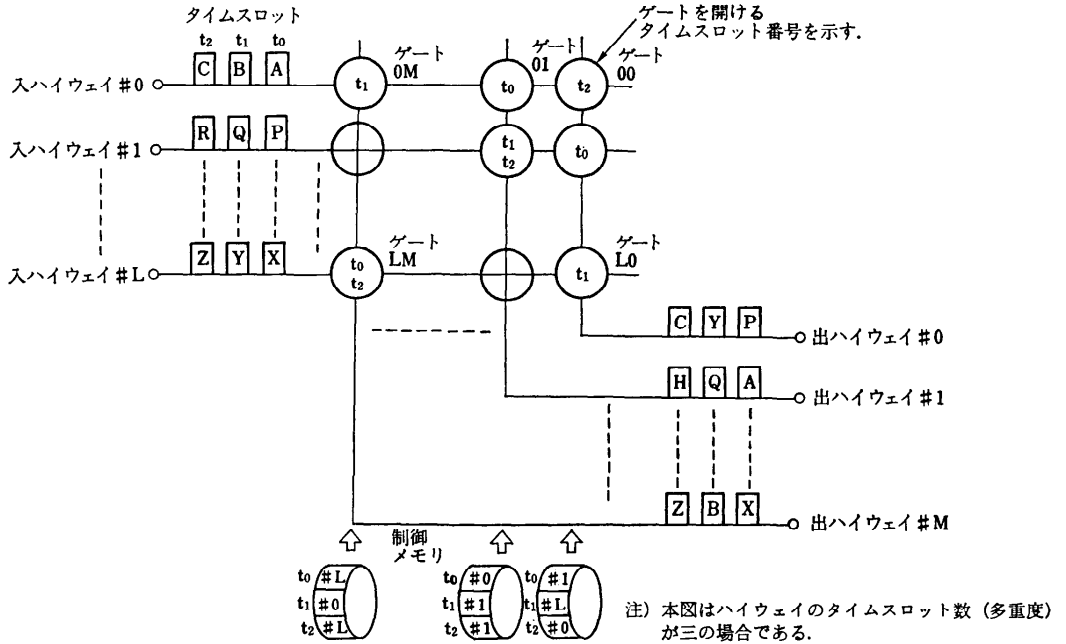 タイムスロット
t₂ t₁ t₀
ゲートを開ける
タイムスロット番号を示す.
入ハイウェイ#0
C B A
t₁
ゲート
0M
t₀
ゲート
01
t₂
ゲート
00
入ハイウェイ#1
R Q P
t₁
t₂
t₀
入ハイウェイ#L
Z Y X
t₀
t₂
ゲート
LM
t₁
ゲート
L0
C Y P
出ハイウェイ#0
H Q A
出ハイウェイ#1
Z B X
出ハイウェイ#M
制御
メモリ
t₀ #L
t₁ #0
t₂ #L
t₀ #0
t₁ #1
t₂ #1
t₀ #1
t₁ #L
t₂ #0
注) 本図はハイウェイのタイムスロット数 (多重度)
が三の場合である.